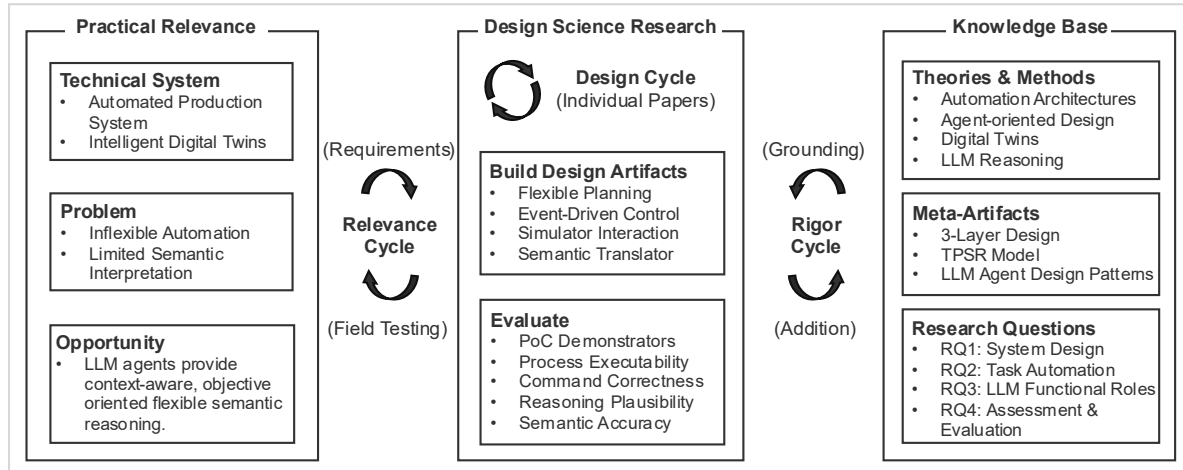 Practical Relevance
Technical System
• Automated Production
System
• Intelligent Digital Twins
Problem
• Inflexible Automation
• Limited Semantic
Interpretation
Opportunity
• LLM agents provide
context-aware, objective
oriented flexible semantic
reasoning.
(Requirements)
Relevance
Cycle
(Field Testing)
Design Science Research
Design Cycle
(Individual Papers)
Build Design Artifacts
• Flexible Planning
• Event-Driven Control
• Simulator Interaction
• Semantic Translator
Evaluate
• PoC Demonstrators
• Process Executability
• Command Correctness
• Reasoning Plausibility
• Semantic Accuracy
(Grounding)
Rigor
Cycle
(Addition)
Knowledge Base
Theories & Methods
• Automation Architectures
• Agent-oriented Design
• Digital Twins
• LLM Reasoning
Meta-Artifacts
• 3-Layer Design
• TPSR Model
• LLM Agent Design Patterns
Research Questions
• RQ1: System Design
• RQ2: Task Automation
• RQ3: LLM Functional Roles
• RQ4: Assessment &
Evaluation